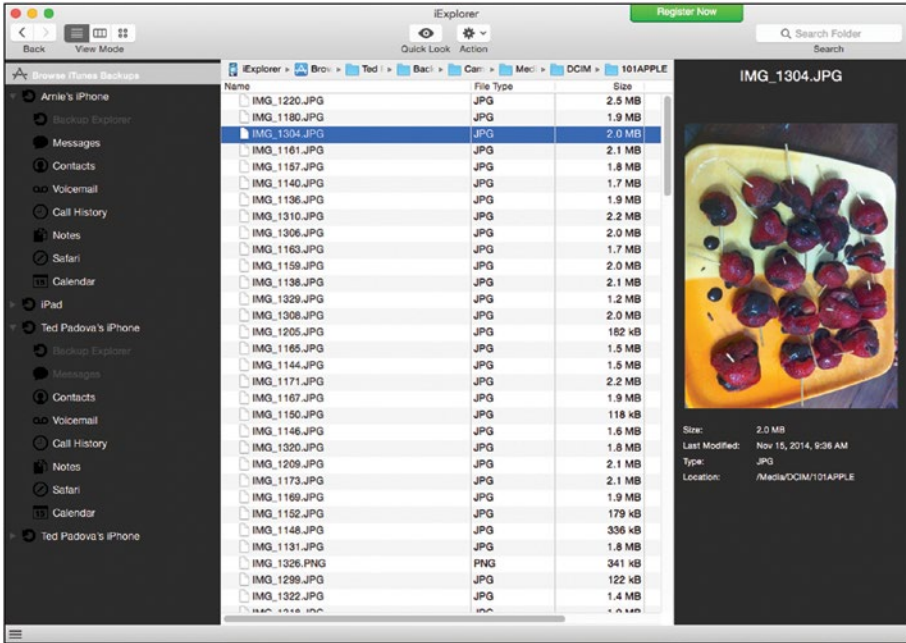 iExplorer
Register Now
Back
View Mode
Quick Look
Action
Search Folder
Search
Browse iTunes Backups
Arnie's iPhone
Backup Explorer
Messages
Contacts
Voicemail
Call History
Notes
Safari
Calendar
iPad
Ted Padova's iPhone
Backup Explorer
Messages
Contacts
Voicemail
Call History
Notes
Safari
Calendar
Ted Padova's iPhone
iExplorer Brow Ted Back Cam Medi DCIM 101APPLE
Name File Type Size
IMG_1220.JPG JPG 2.5 MB
IMG_1180.JPG JPG 1.9 MB
IMG_1304.JPG JPG 2.0 MB
IMG_1161.JPG JPG 2.1 MB
IMG_1157.JPG JPG 1.8 MB
IMG_1140.JPG JPG 1.7 MB
IMG_1136.JPG JPG 1.9 MB
IMG_1310.JPG JPG 2.2 MB
IMG_1306.JPG JPG 2.0 MB
IMG_1163.JPG JPG 1.7 MB
IMG_1159.JPG JPG 2.0 MB
IMG_1138.JPG JPG 2.1 MB
IMG_1329.JPG JPG 1.2 MB
IMG_1308.JPG JPG 2.0 MB
IMG_1205.JPG JPG 182 kB
IMG_1165.JPG JPG 1.5 MB
IMG_1144.JPG JPG 1.5 MB
IMG_1171.JPG JPG 2.2 MB
IMG_1167.JPG JPG 1.9 MB
IMG_1150.JPG JPG 118 kB
IMG_1146.JPG JPG 1.6 MB
IMG_1320.JPG JPG 1.8 MB
IMG_1209.JPG JPG 2.1 MB
IMG_1173.JPG JPG 2.1 MB
IMG_1169.JPG JPG 1.9 MB
IMG_1152.JPG JPG 179 kB
IMG_1148.JPG JPG 336 kB
IMG_1131.JPG JPG 1.8 MB
IMG_1326.PNG PNG 341 kB
IMG_1299.JPG JPG 122 kB
IMG_1322.JPG JPG 1.4 MB
IMG_1304.JPG
Size: 2.0 MB
Last Modified: Nov 15, 2014, 9:36 AM
Type: JPG
Location: /Media/DCIM/101APPLE